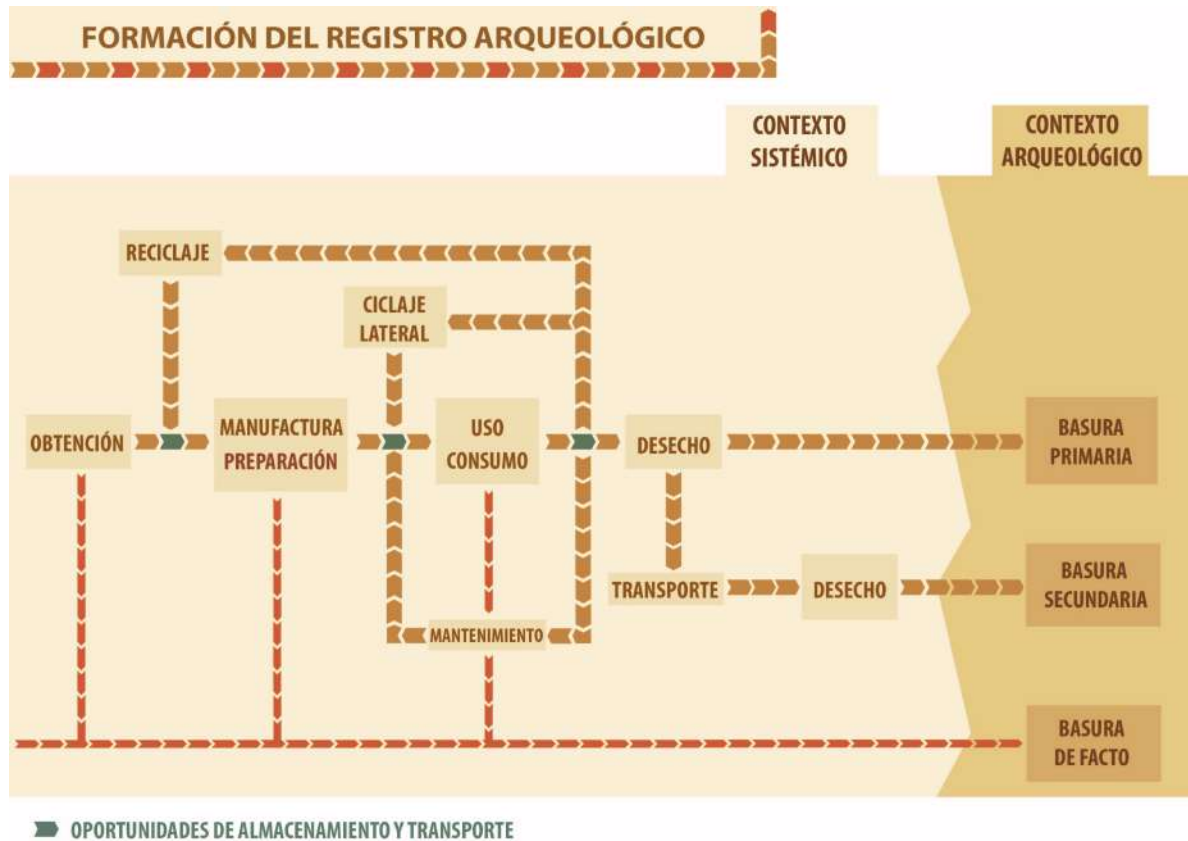 FORMACIÓN DEL REGISTRO ARQUEOLÓGICO
CONTEXTO
SISTÉMICO
CONTEXTO
ARQUEOLÓGICO
RECICLAJE
CICLAJE
LATERAL
OBTENCIÓN
MANUFACTURA
PREPARACIÓN
USO
CONSUMO
DESECHO
BASURA
PRIMARIA
TRANSPORTE
DESECHO
BASURA
SECUNDARIA
MANTENIMIENTO
BASURA
DE FACTO
OPORTUNIDADES DE ALMACENAMIENTO Y TRANSPORTE